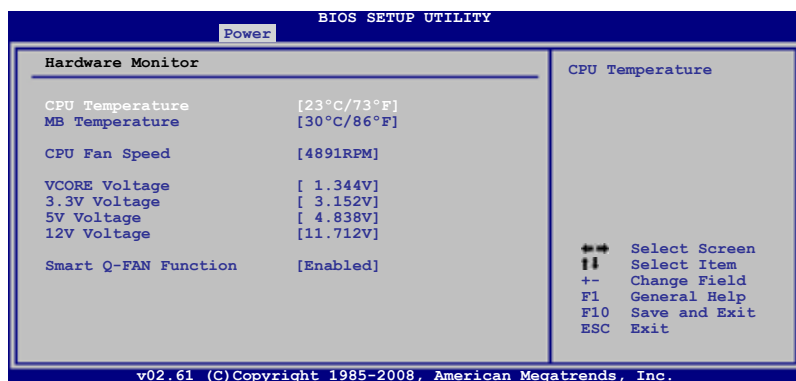 BIOS SETUP UTILITY
Power
Hardware Monitor
CPU Temperature [23°C/73°F]
MB Temperature [30°C/86°F]
CPU Fan Speed [4891RPM]
VCORE Voltage [ 1.344V]
3.3V Voltage [ 3.152V]
5V Voltage [ 4.838V]
12V Voltage [11.712V]
Smart Q-FAN Function [Enabled]
CPU Temperature
←→ Select Screen
↑↓ Select Item
+- Change Field
F1 General Help
F10 Save and Exit
ESC Exit
v02.61 (C)Copyright 1985-2008, American Megatrends, Inc.